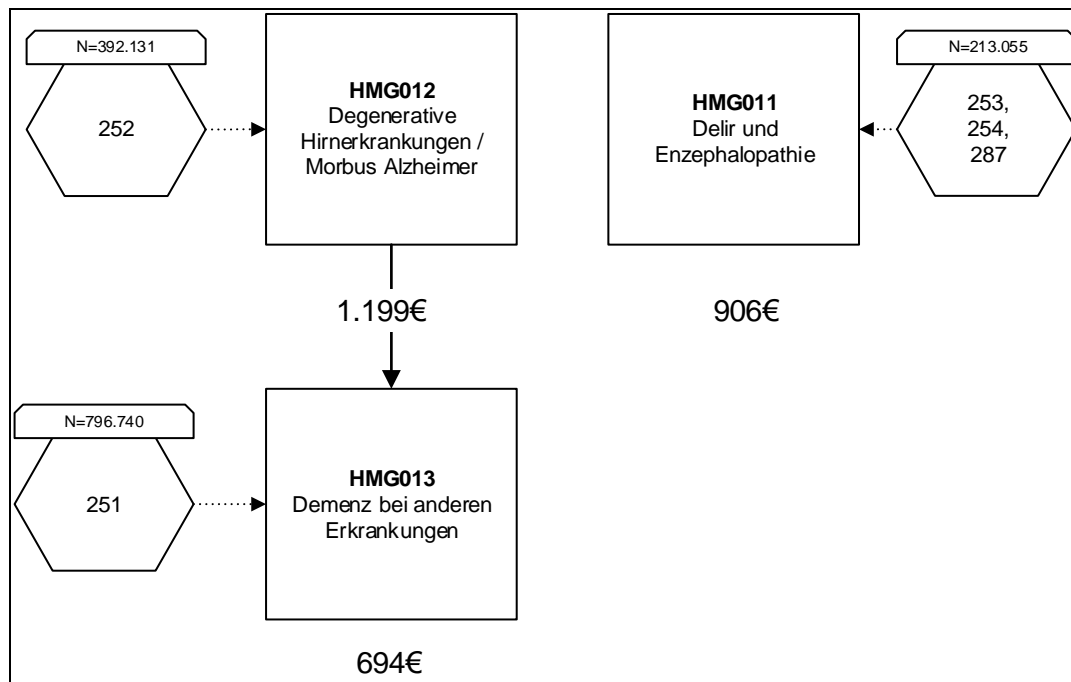 N=392.131
252
HMG012
Degenerative
Hirnerkrankungen /
Morbus Alzheimer
1.199€
HMG011
Delir und
Enzephalopathie
906€
N=213.055
253,
254,
287
N=796.740
251
HMG013
Demenz bei anderen
Erkrankungen
694€